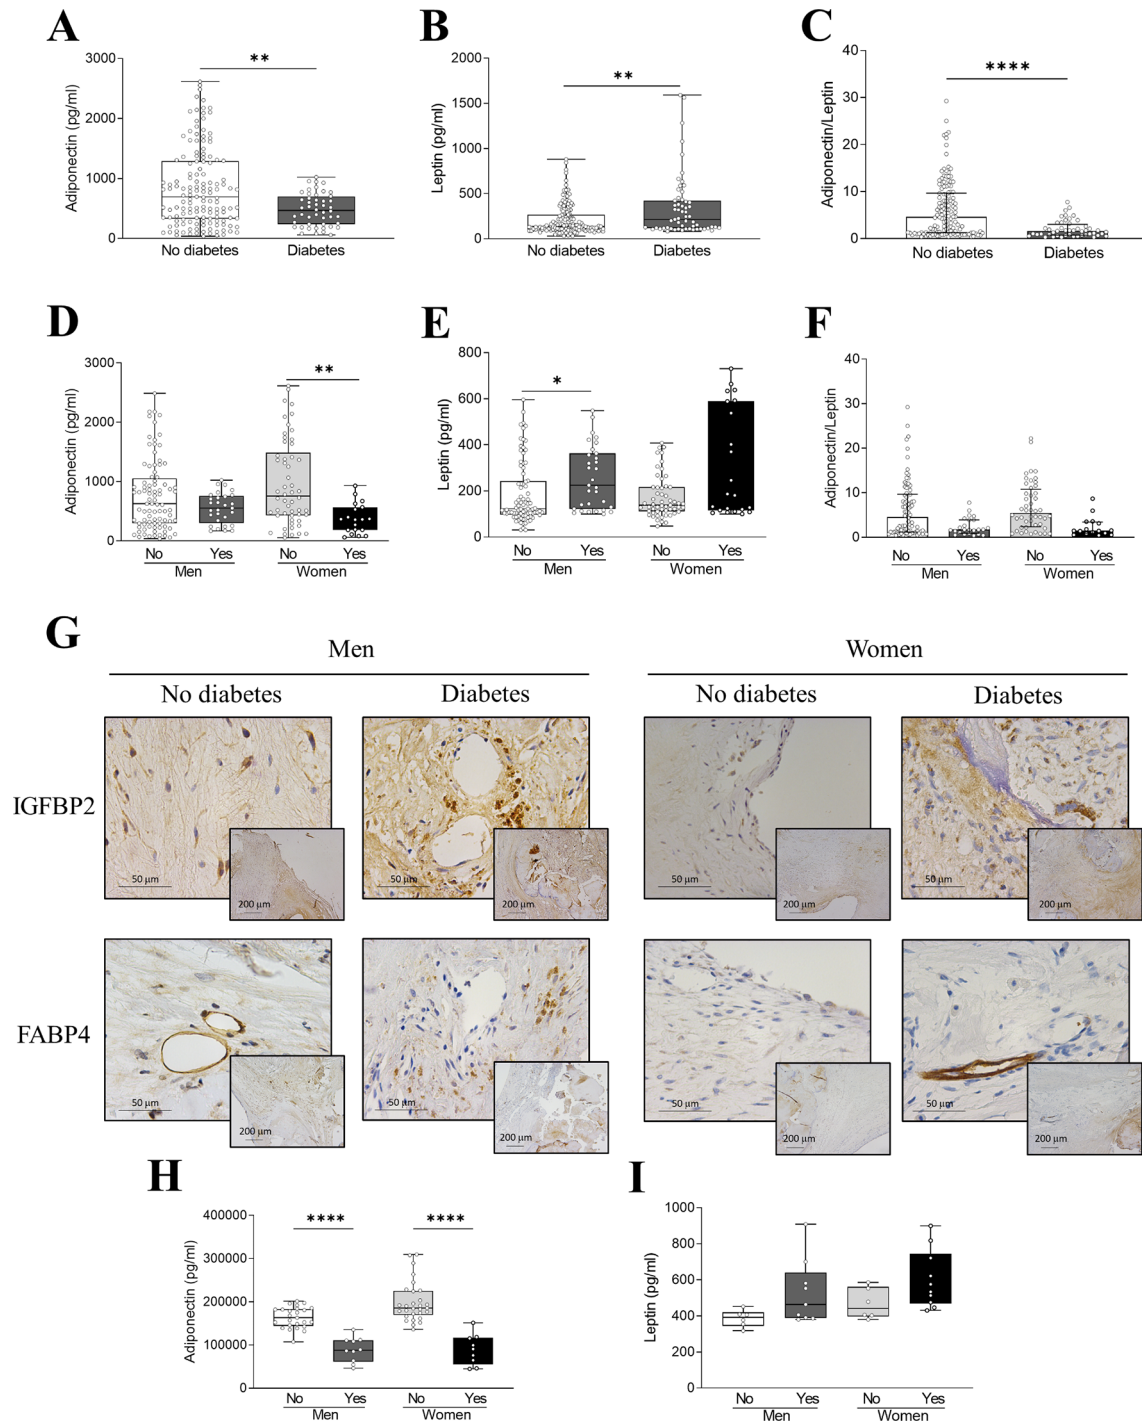 A
B
C
3000
2000
1000
0
Adiponectin (pg/ml)
**
No diabetes
Diabetes
2000
1500
1000
500
0
Leptin (pg/ml)
**
No diabetes
Diabetes
40
30
20
10
0
Adiponectin/Leptin
****
No diabetes
Diabetes
D
E
F
3000
2000
1000
0
Adiponectin (pg/ml)
**
No Yes No Yes
Men Women
800
600
400
200
0
Leptin (pg/ml)
*
No Yes No Yes
Men Women
40
30
20
10
0
Adiponectin/Leptin
No Yes No Yes
Men Women
G
Men Women
No diabetes Diabetes No diabetes Diabetes
IGFBP2
50 µm 200 µm 50 µm 200 µm 50 µm 200 µm 50 µm 200 µm
FABP4
50 µm 200 µm 50 µm 200 µm 50 µm 200 µm 50 µm 200 µm
H
I
400000
300000
200000
100000
0
Adiponectin (pg/ml)
**** ****
No Yes No Yes
Men Women
1000
800
600
400
200
0
Leptin (pg/ml)
No Yes No Yes
Men Women